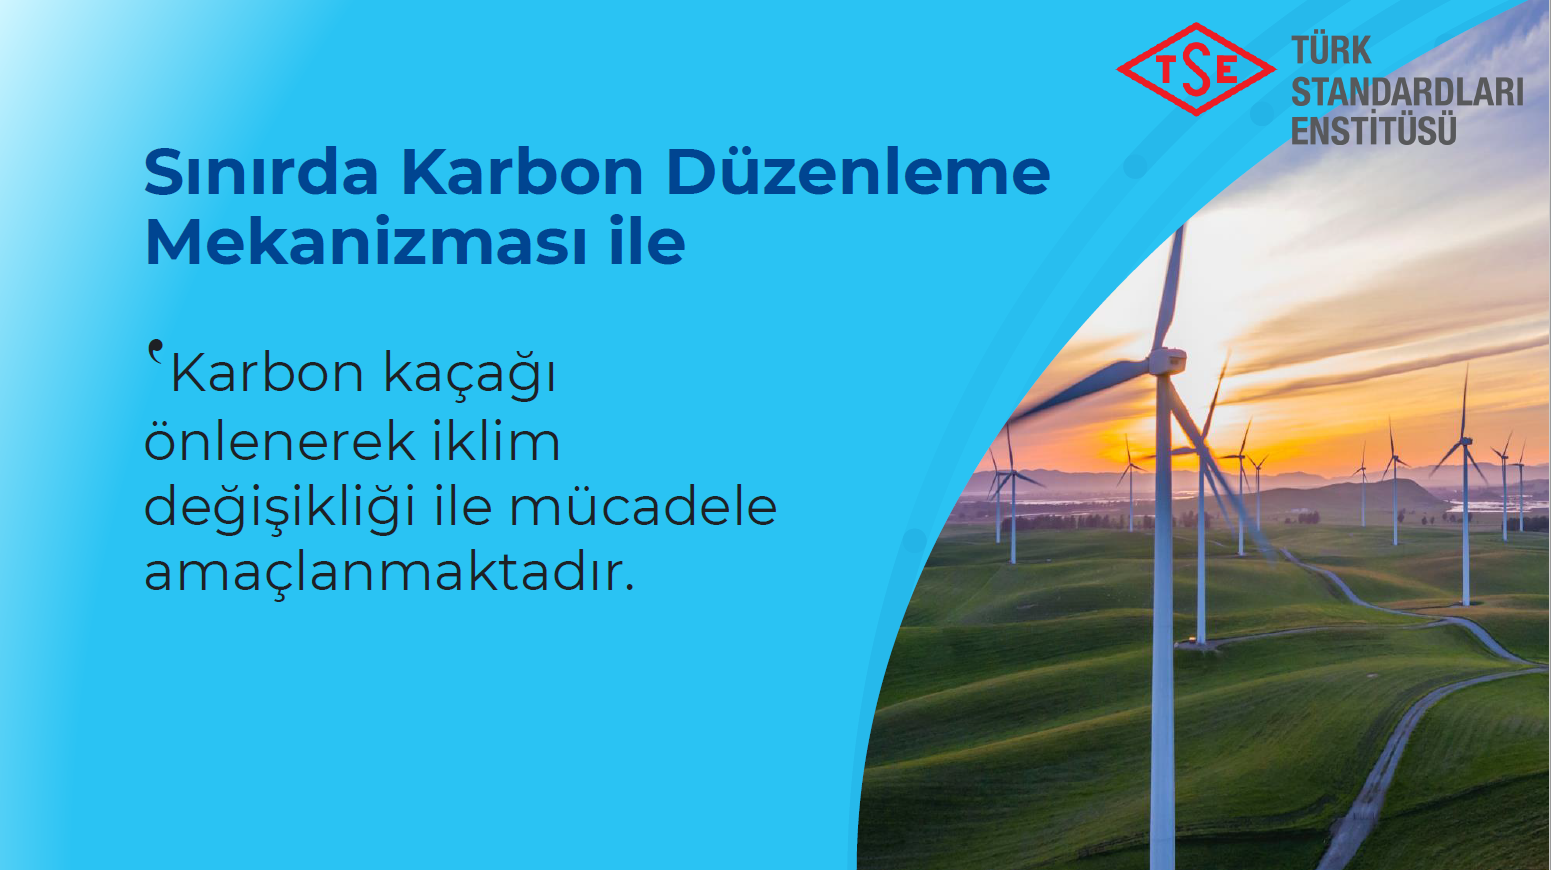 TSE
TÜRK
STANDARDLARI
ENSTİTÜSÜ
Sınırda Karbon Düzenleme
Mekanizması ile
❜Karbon kaçağı
önlenerek iklim
değişikliği ile mücadele
amaçlanmaktadır.